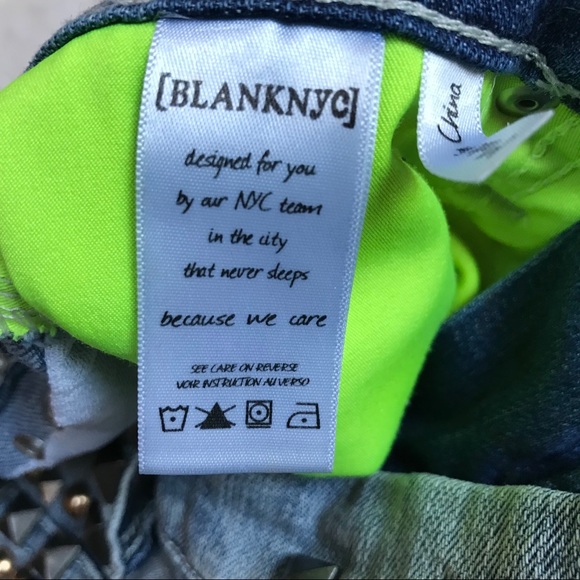 [BLANKNYC]
designed for you
by our NYC team
in the city
that never sleeps
because we care
SEE CARE ON REVERSE
VOIR INSTRUCTION AU VERSO
China